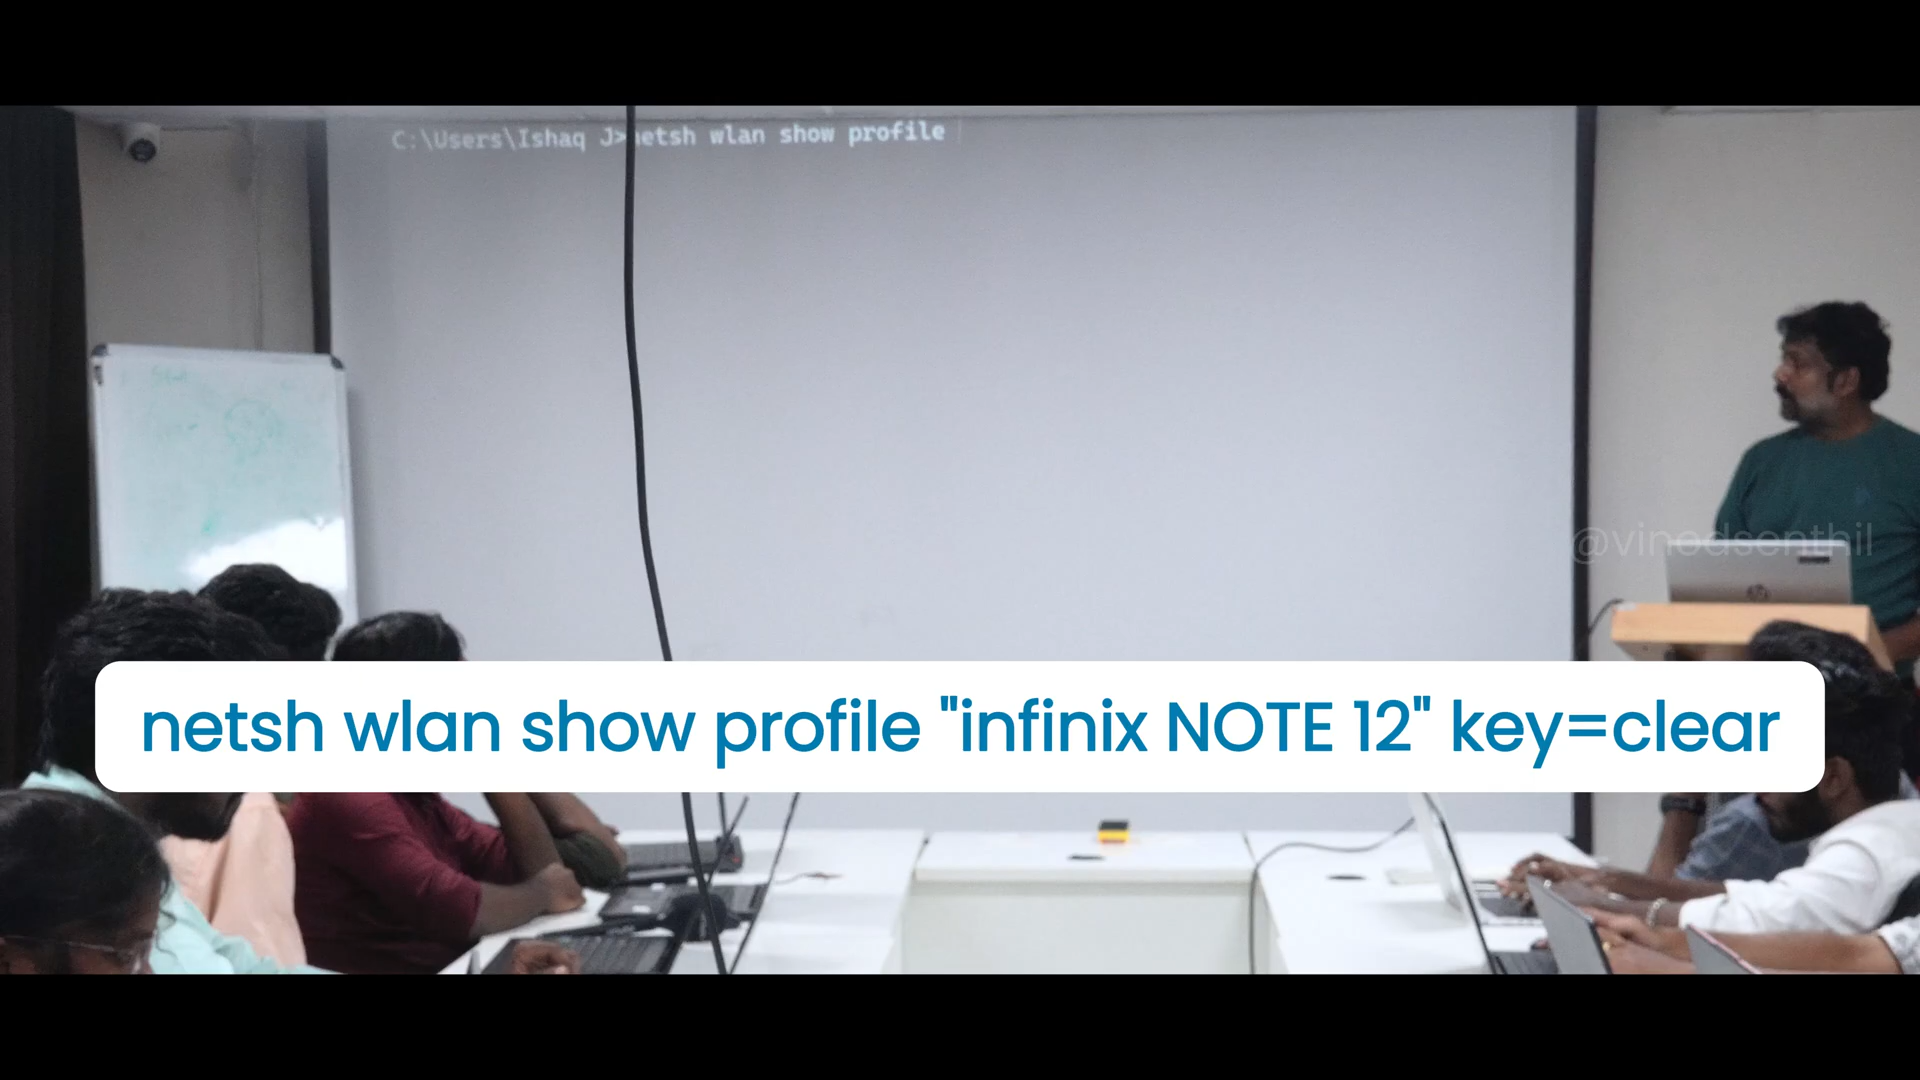 C:\Users\Ishaq J>netsh wlan show profile
@vinodsenthil
netsh wlan show profile "infinix NOTE 12" key=clear